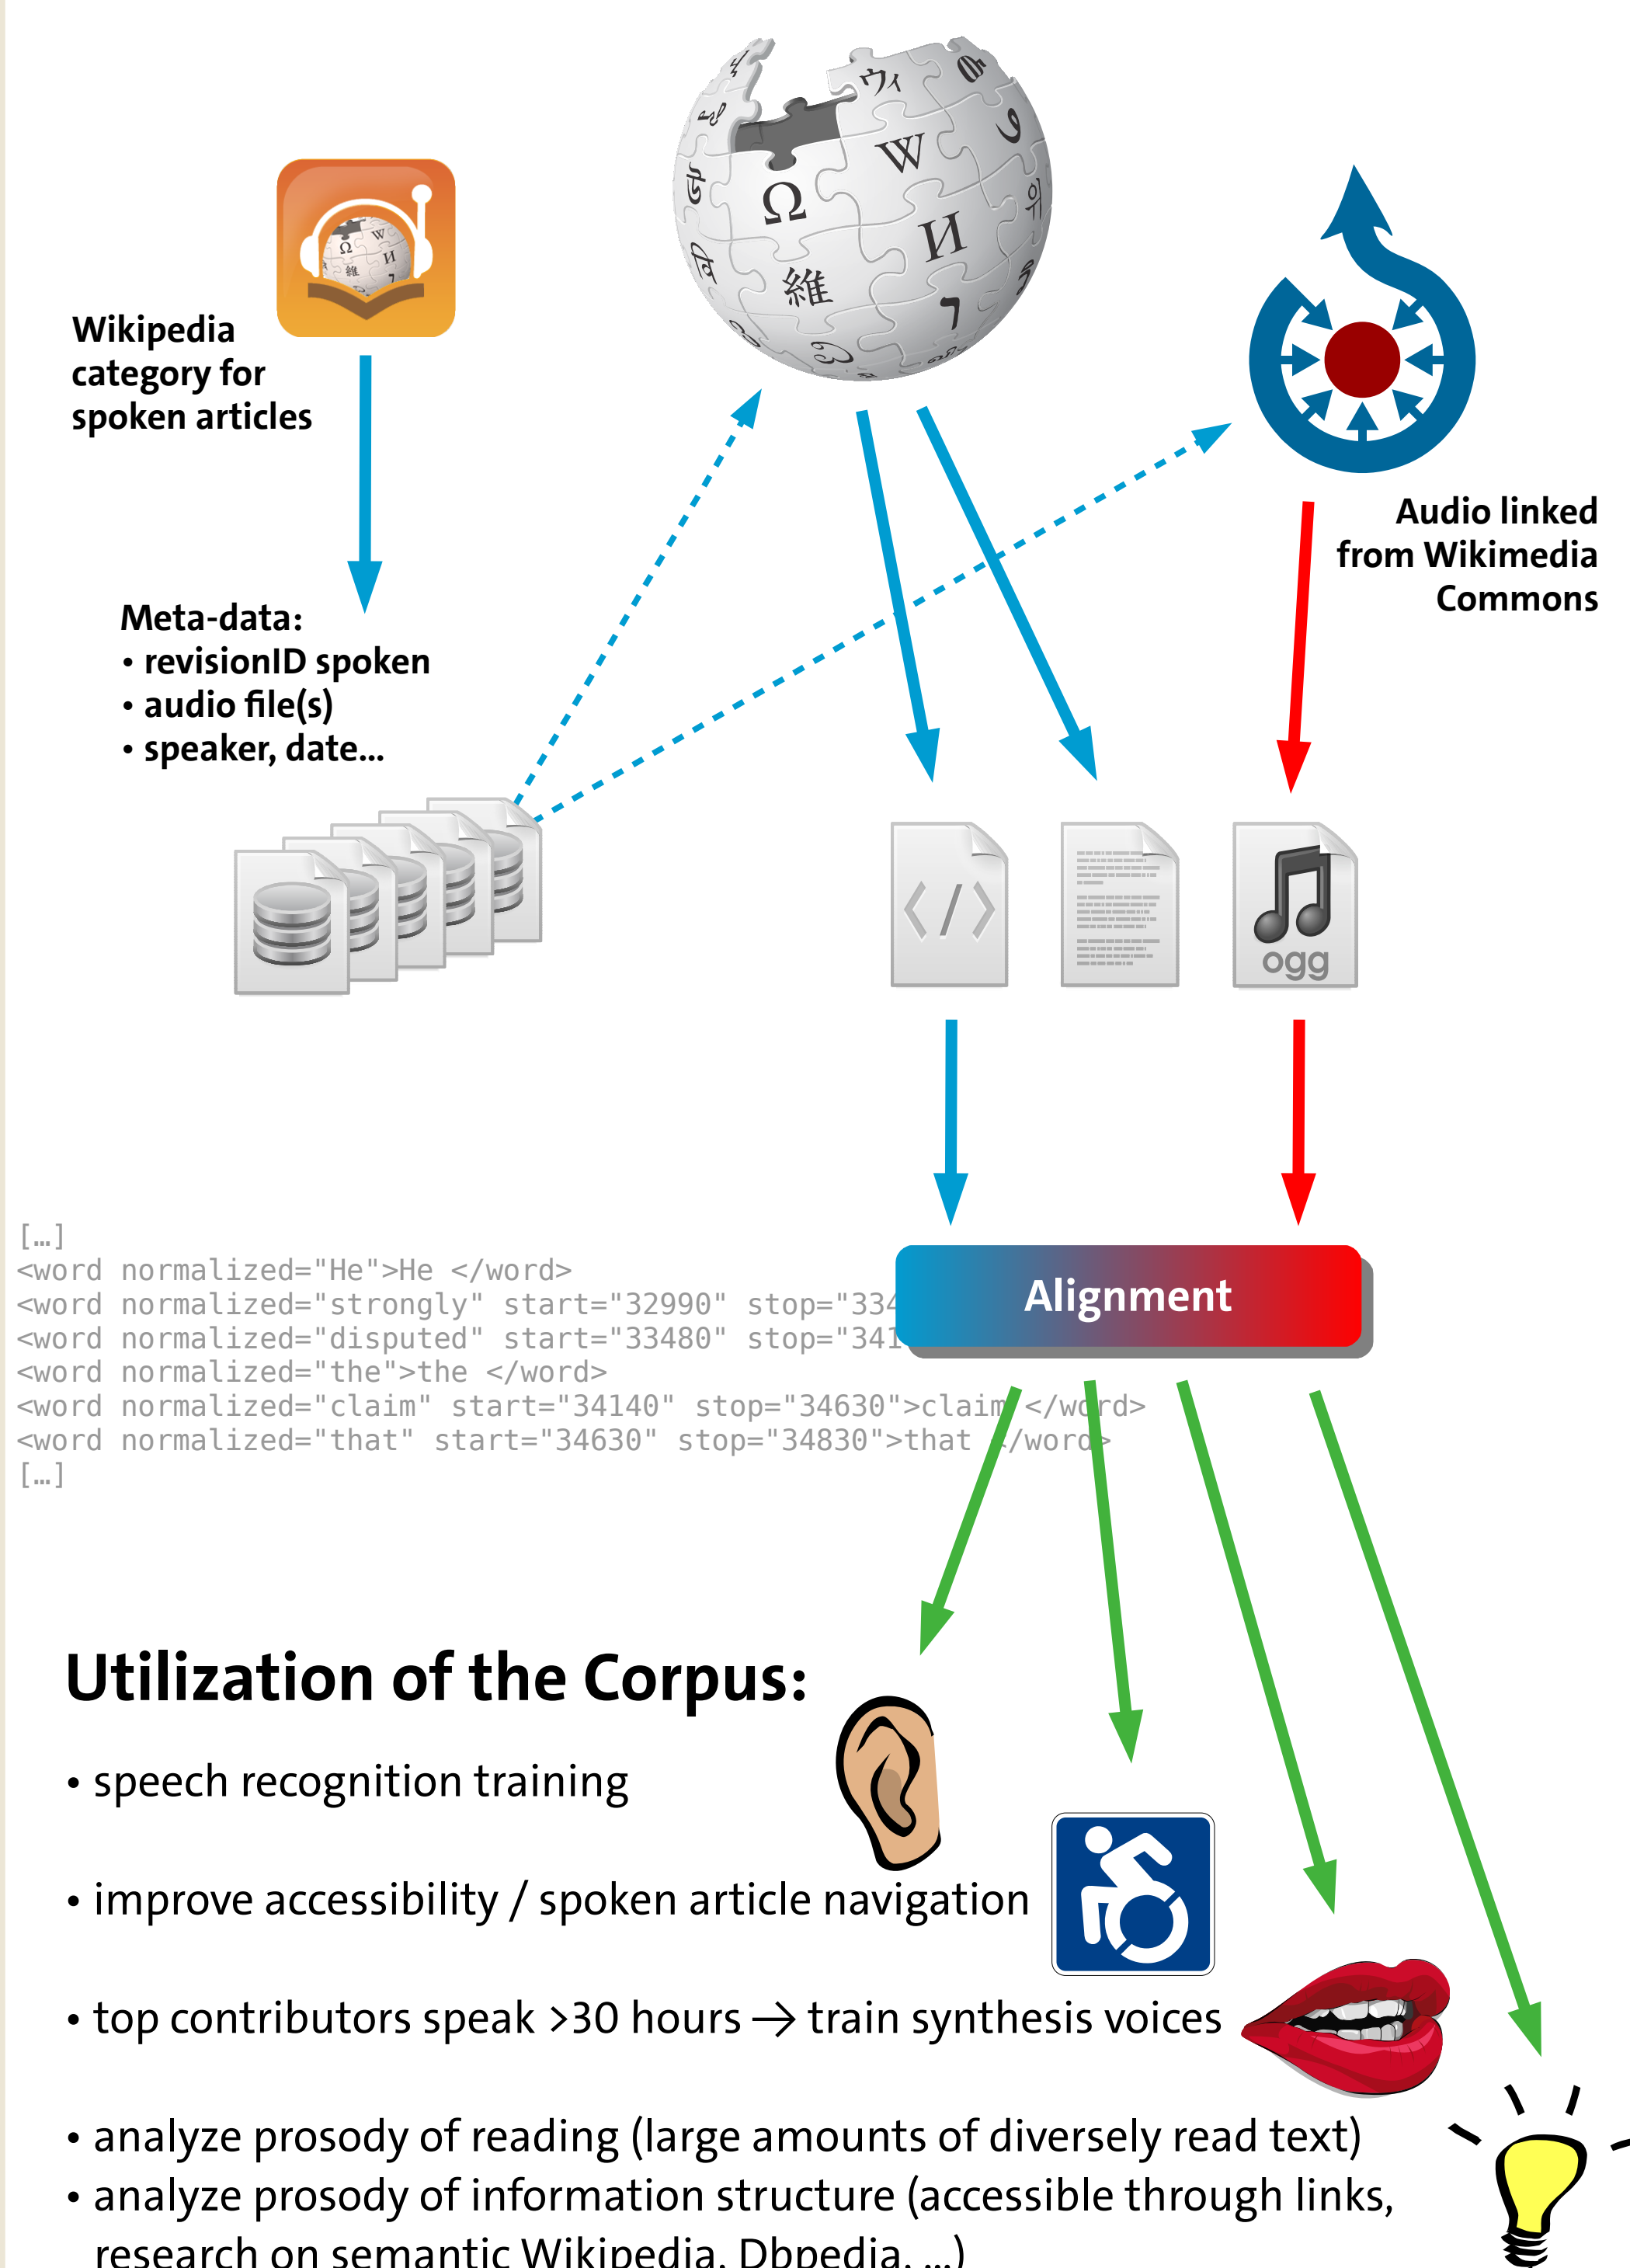 Wikipedia
category for
spoken articles
Audio linked
from Wikimedia
Commons
Meta-data:
• revisionID spoken
• audio file(s)
• speaker, date...
</>
ogg
[…]
<word normalized="He">He </word>
<word normalized="strongly" start="32990" stop="334
<word normalized="disputed" start="33480" stop="341
<word normalized="the">the </word>
<word normalized="claim" start="34140" stop="34630">claim </word>
<word normalized="that" start="34630" stop="34830">that </word>
[…]
Alignment
Utilization of the Corpus:
• speech recognition training
• improve accessibility / spoken article navigation
• top contributors speak >30 hours → train synthesis voices
• analyze prosody of reading (large amounts of diversely read text)
• analyze prosody of information structure (accessible through links,
research on semantic Wikipedia, Dbpedia, ...)